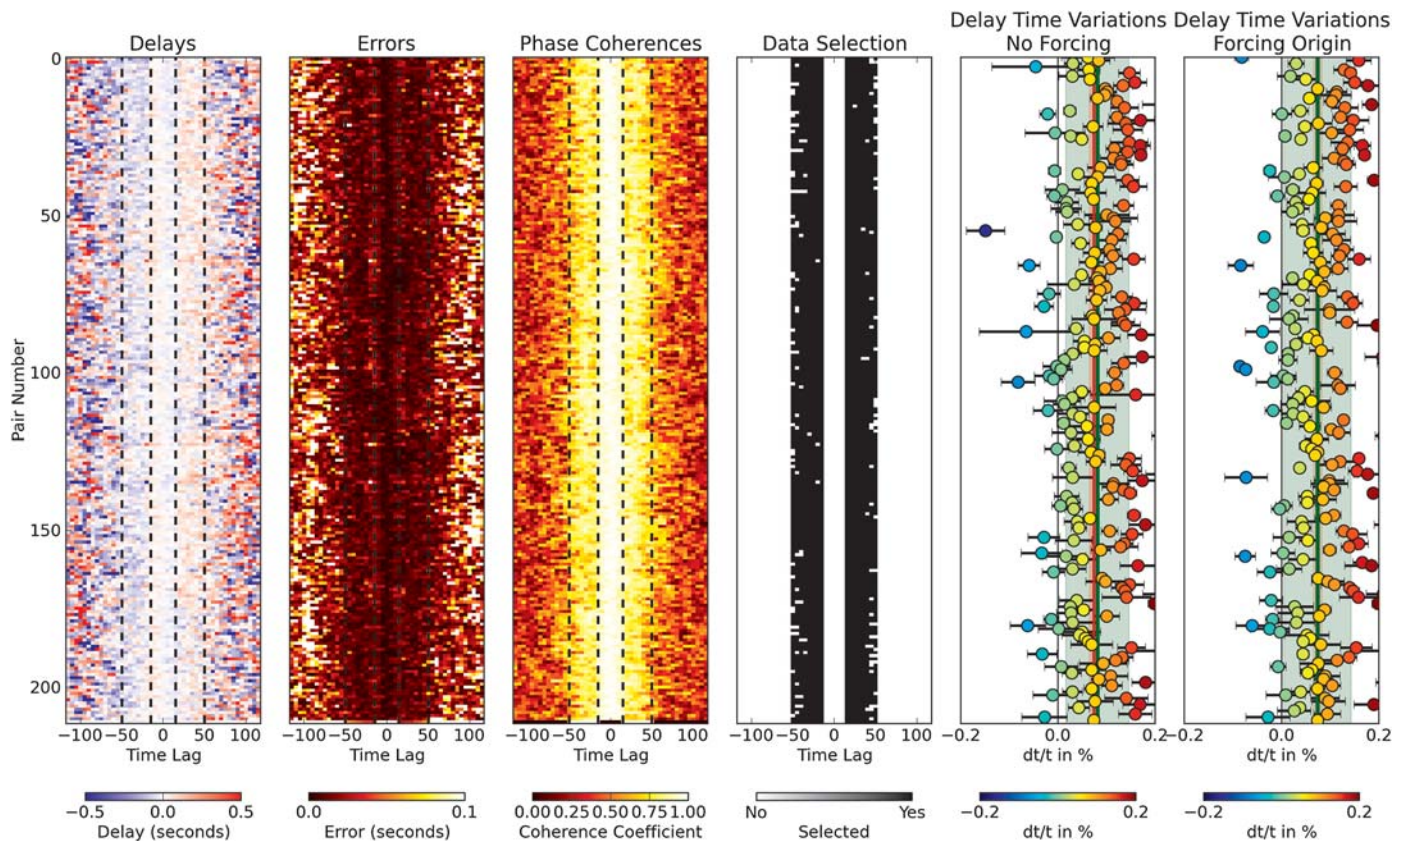 Delays
Errors
Phase Coherences
Data Selection
Delay Time Variations
No Forcing
Delay Time Variations
Forcing Origin
Pair Number
0
50
100
150
200
−100 −50 0 50 100
Time Lag
−100 −50 0 50 100
Time Lag
−100 −50 0 50 100
Time Lag
−100 −50 0 50 100
Time Lag
−0.2 0.0 0.2
dt/t in %
−0.2 0.0 0.2
dt/t in %
−0.5 0.0 0.5
Delay (seconds)
0.0 0.1
Error (seconds)
0.00 0.25 0.50 0.75 1.00
Coherence Coefficient
No Yes
Selected
−0.2 0.2
dt/t in %
−0.2 0.2
dt/t in %